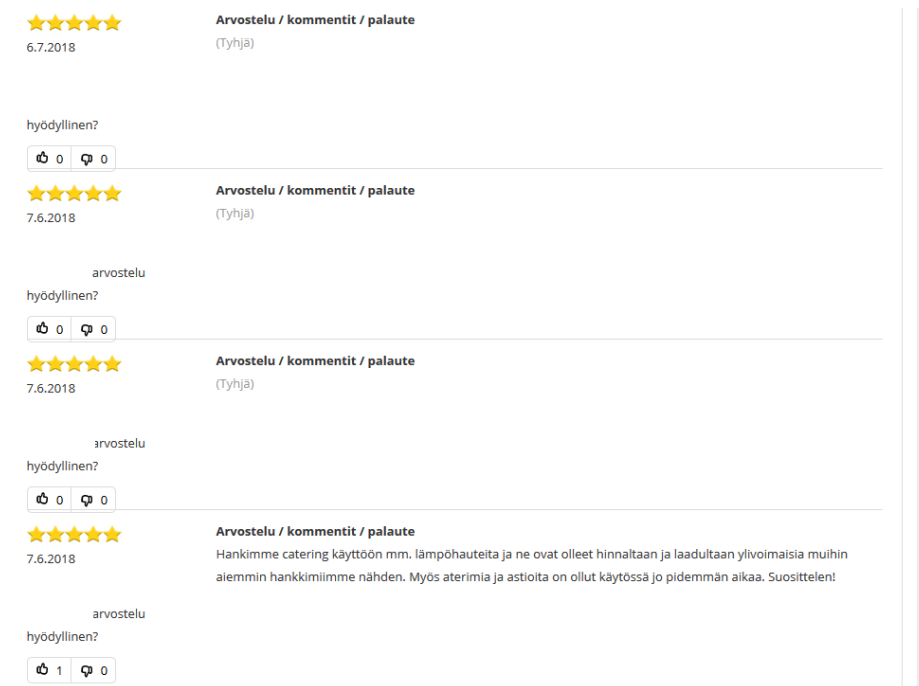 Arvostelu / kommentit / palaute
6.7.2018
(Tyhjä)
hyödyllinen?
0 0
Arvostelu / kommentit / palaute
7.6.2018
(Tyhjä)
arvostelu
hyödyllinen?
0 0
Arvostelu / kommentit / palaute
7.6.2018
(Tyhjä)
arvostelu
hyödyllinen?
0 0
Arvostelu / kommentit / palaute
7.6.2018
Hankimme catering käyttöön mm. lämpöhauteita ja ne ovat olleet hinnaltaan ja laadultaan ylivoimaisia muihin
aiemmin hankkimiimme nähden. Myös aterimia ja astioita on ollut käytössä jo pidemmän aikaa. Suosittelen!
arvostelu
hyödyllinen?
1 0